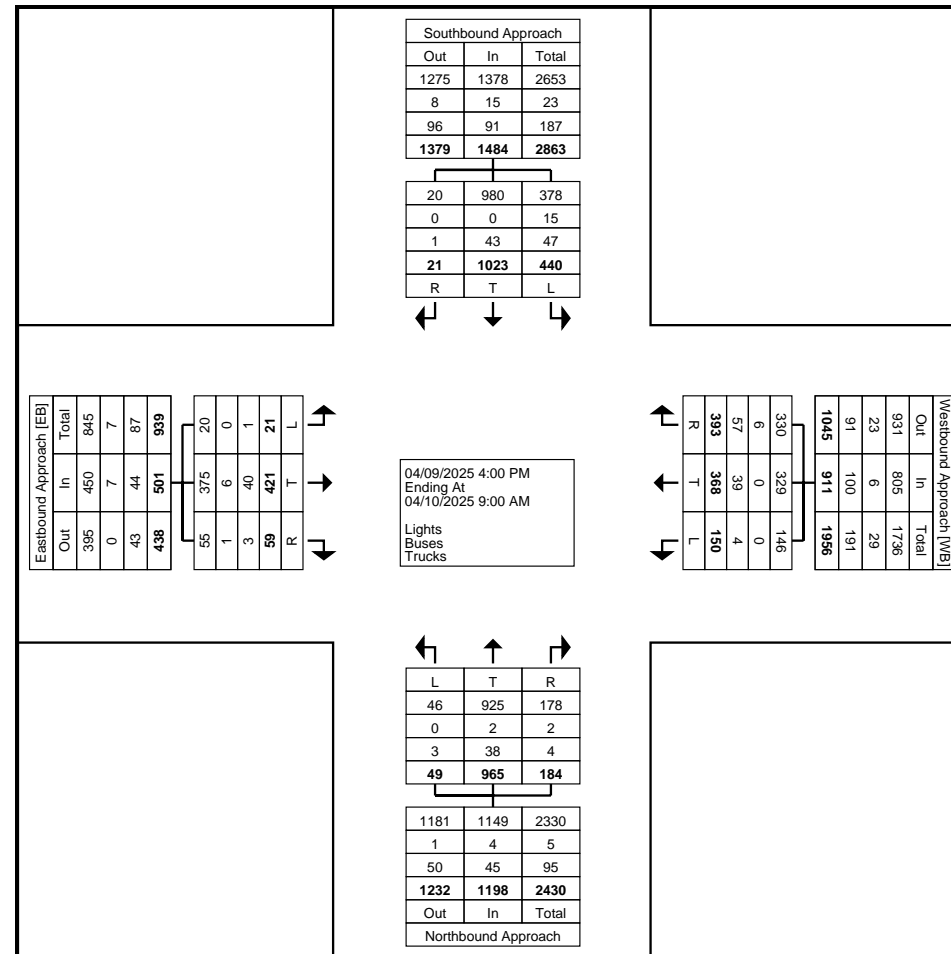 Southbound Approach
Out In Total
1275 1378 2653
8 15 23
96 91 187
1379 1484 2863
20 980 378
0 0 15
1 43 47
21 1023 440
R T L
Eastbound Approach [EB]
Total In Out
845 450 395
7 7 0
87 44 43
939 501 438
20 375 55
0 6 1
1 40 3
21 421 59
L T R
04/09/2025 4:00 PM
Ending At
04/10/2025 9:00 AM
Lights
Buses
Trucks
R T L
393 368 150
57 39 4
6 0 0
330 329 146
1045 911 1956
91 100 191
23 6 29
931 805 1736
Out In Total
Westbound Approach [WB]
L T R
46 925 178
0 2 2
3 38 4
49 965 184
1181 1149 2330
1 4 5
50 45 95
1232 1198 2430
Out In Total
Northbound Approach